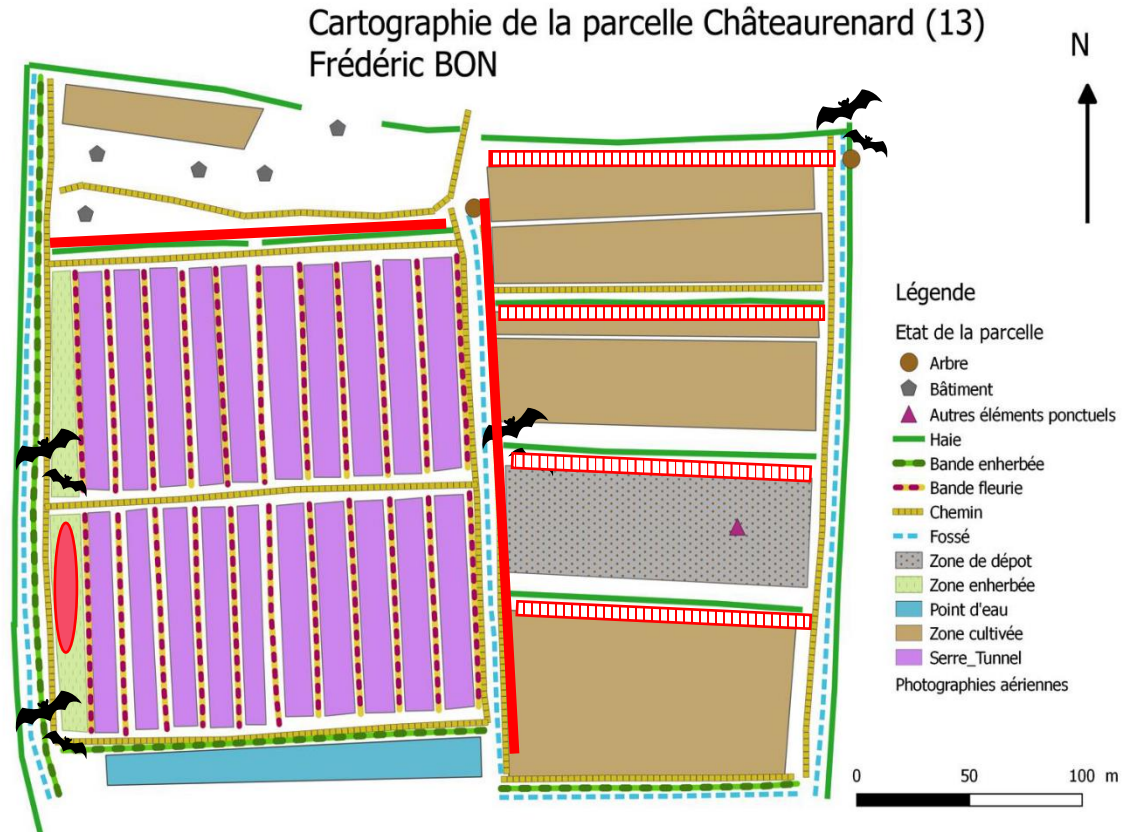 Cartographie de la parcelle Châteaurenard (13)
Frédéric BON
N
Légende
Etat de la parcelle
Arbre
Bâtiment
Autres éléments ponctuels
Haie
Bande enherbée
Bande fleurie
Chemin
Fossé
Zone de dépot
Zone enherbée
Point d'eau
Zone cultivée
Serre_Tunnel
Photographies aériennes
0 50 100 m